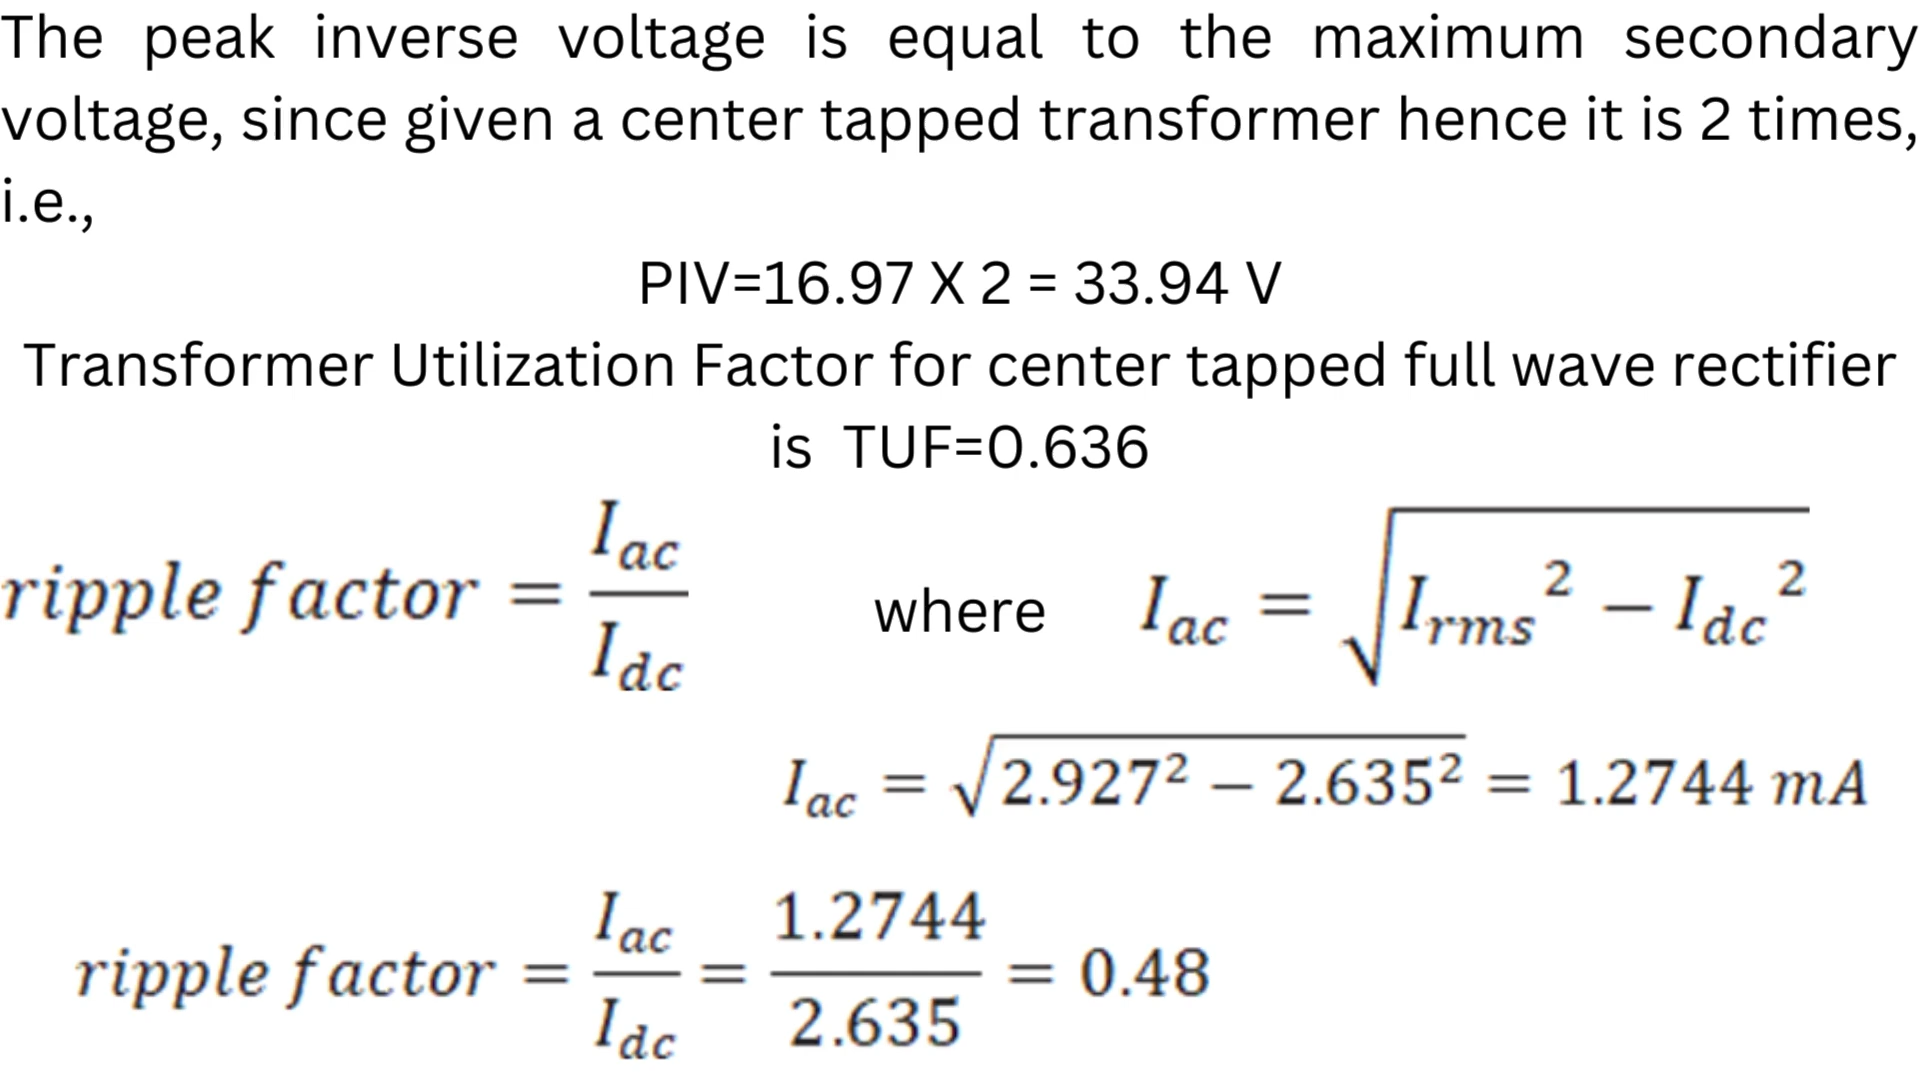 The peak inverse voltage is equal to the maximum secondary
voltage, since given a center tapped transformer hence it is 2 times,
i.e.,
PIV=16.97 X 2 = 33.94 V
Transformer Utilization Factor for center tapped full wave rectifier
is TUF=0.636
ripple factor = I_ac / I_dc where I_ac = √(I_rms² − I_dc²)
I_ac = √(2.927² − 2.635²) = 1.2744 mA
ripple factor = I_ac / I_dc = 1.2744 / 2.635 = 0.48